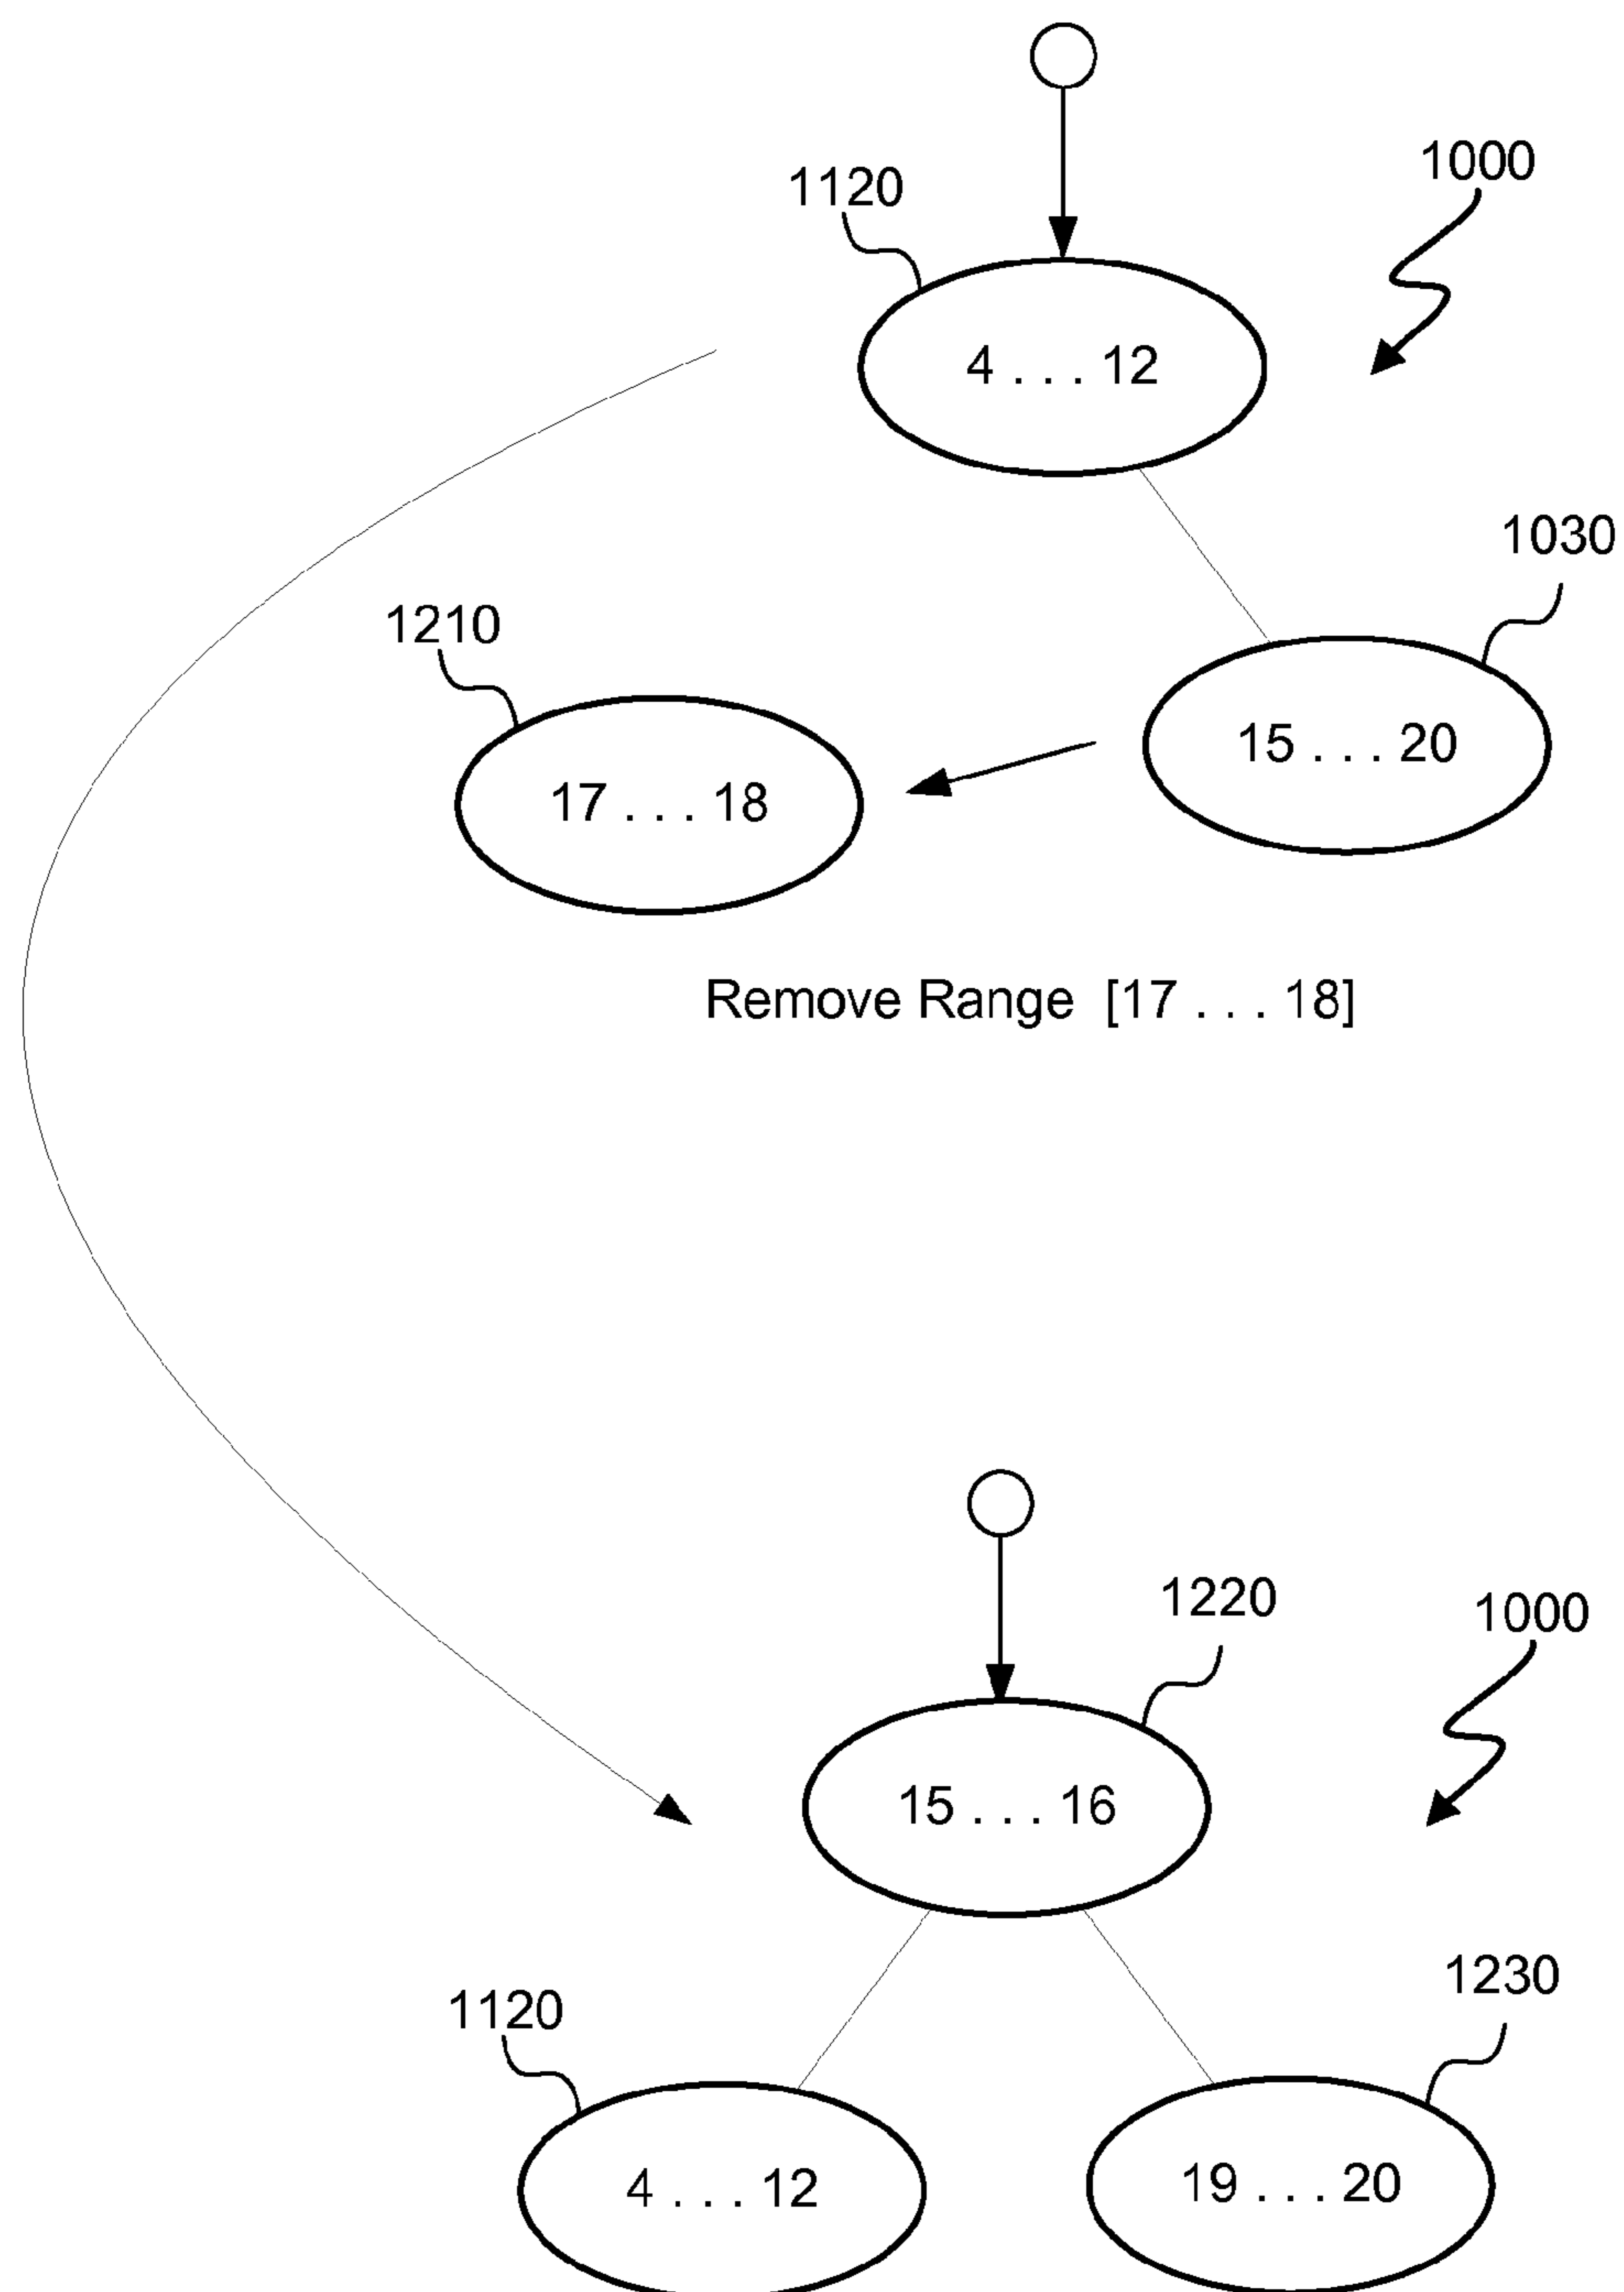 1000
1120
4 . . . 12
1030
1210
15 . . . 20
17 . . . 18
Remove Range [17 . . . 18]
1220
1000
15 . . . 16
1230
1120
19 . . . 20
4 . . . 12